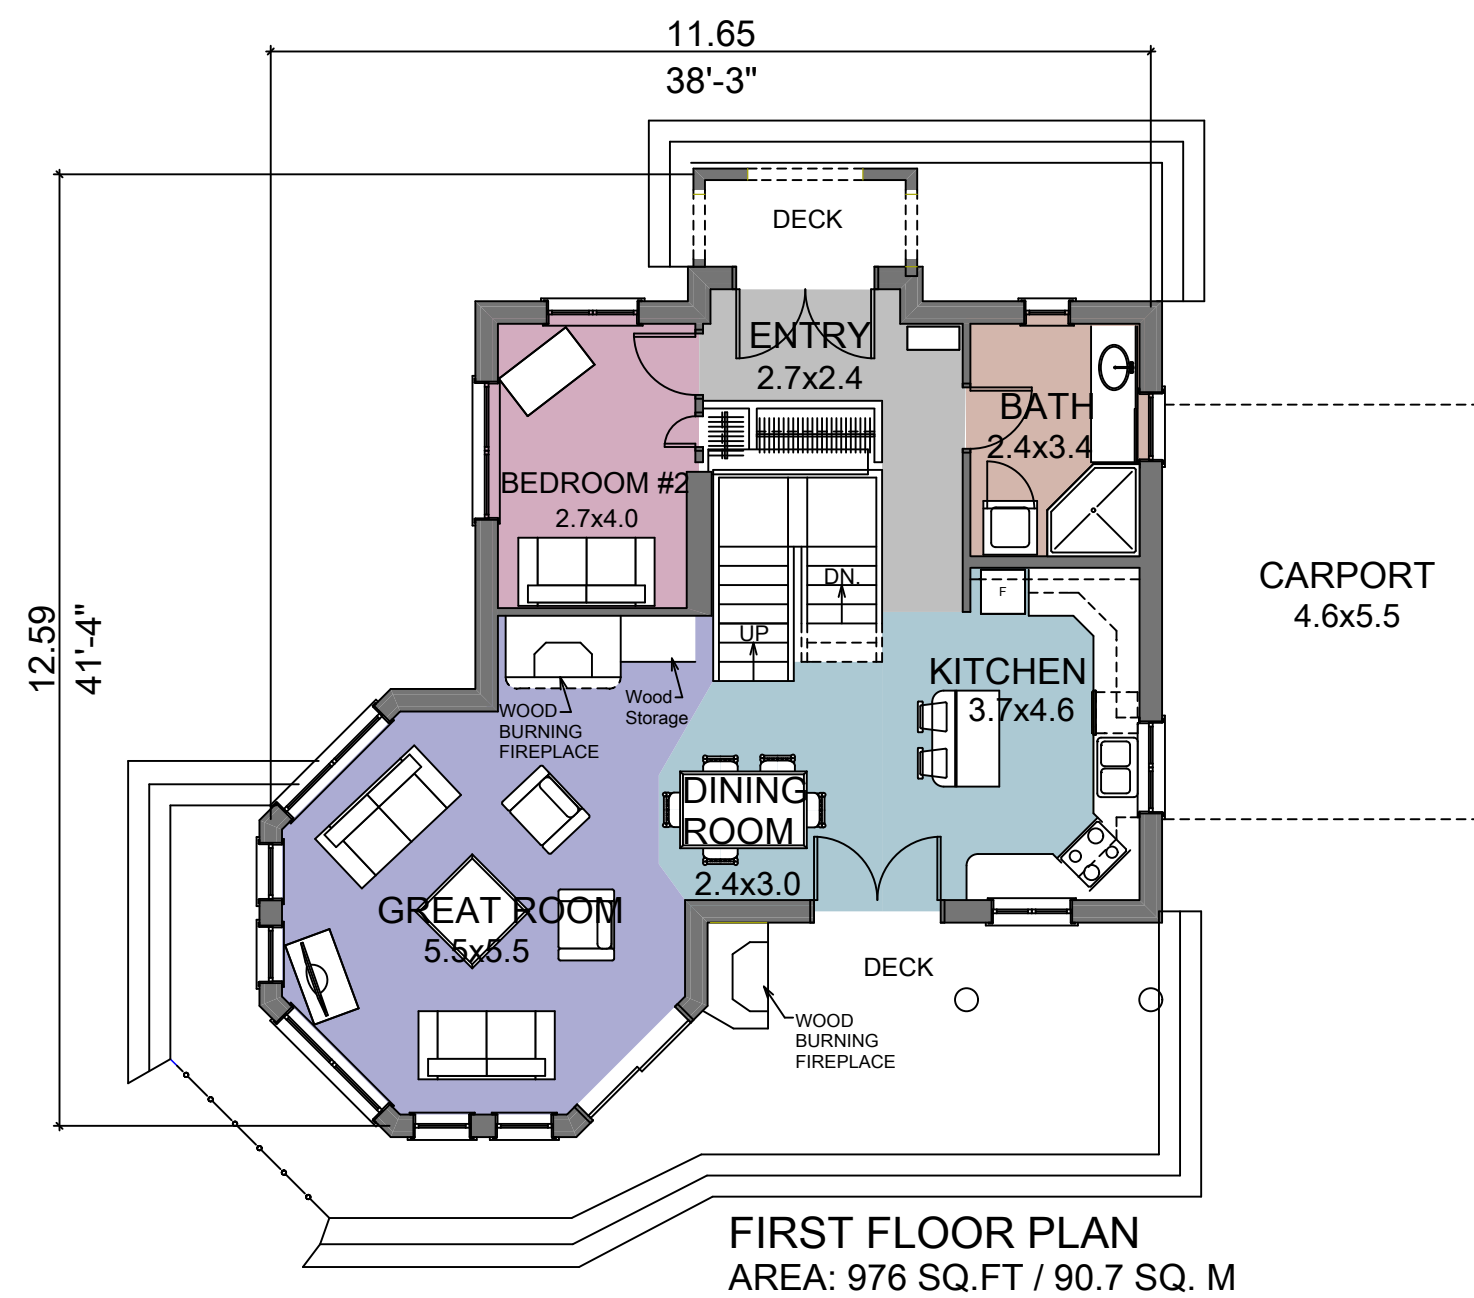 11.65
38'-3"
DECK
ENTRY
2.7x2.4
BATH
2.4x3.4
BEDROOM #2
2.7x4.0
DN.
UP
F
CARPORT
4.6x5.5
12.59
41'-4"
KITCHEN
3.7x4.6
WOOD
BURNING
FIREPLACE
Wood
Storage
DINING
ROOM
2.4x3.0
GREAT ROOM
5.5x5.5
DECK
WOOD
BURNING
FIREPLACE
FIRST FLOOR PLAN
AREA: 976 SQ.FT / 90.7 SQ. M